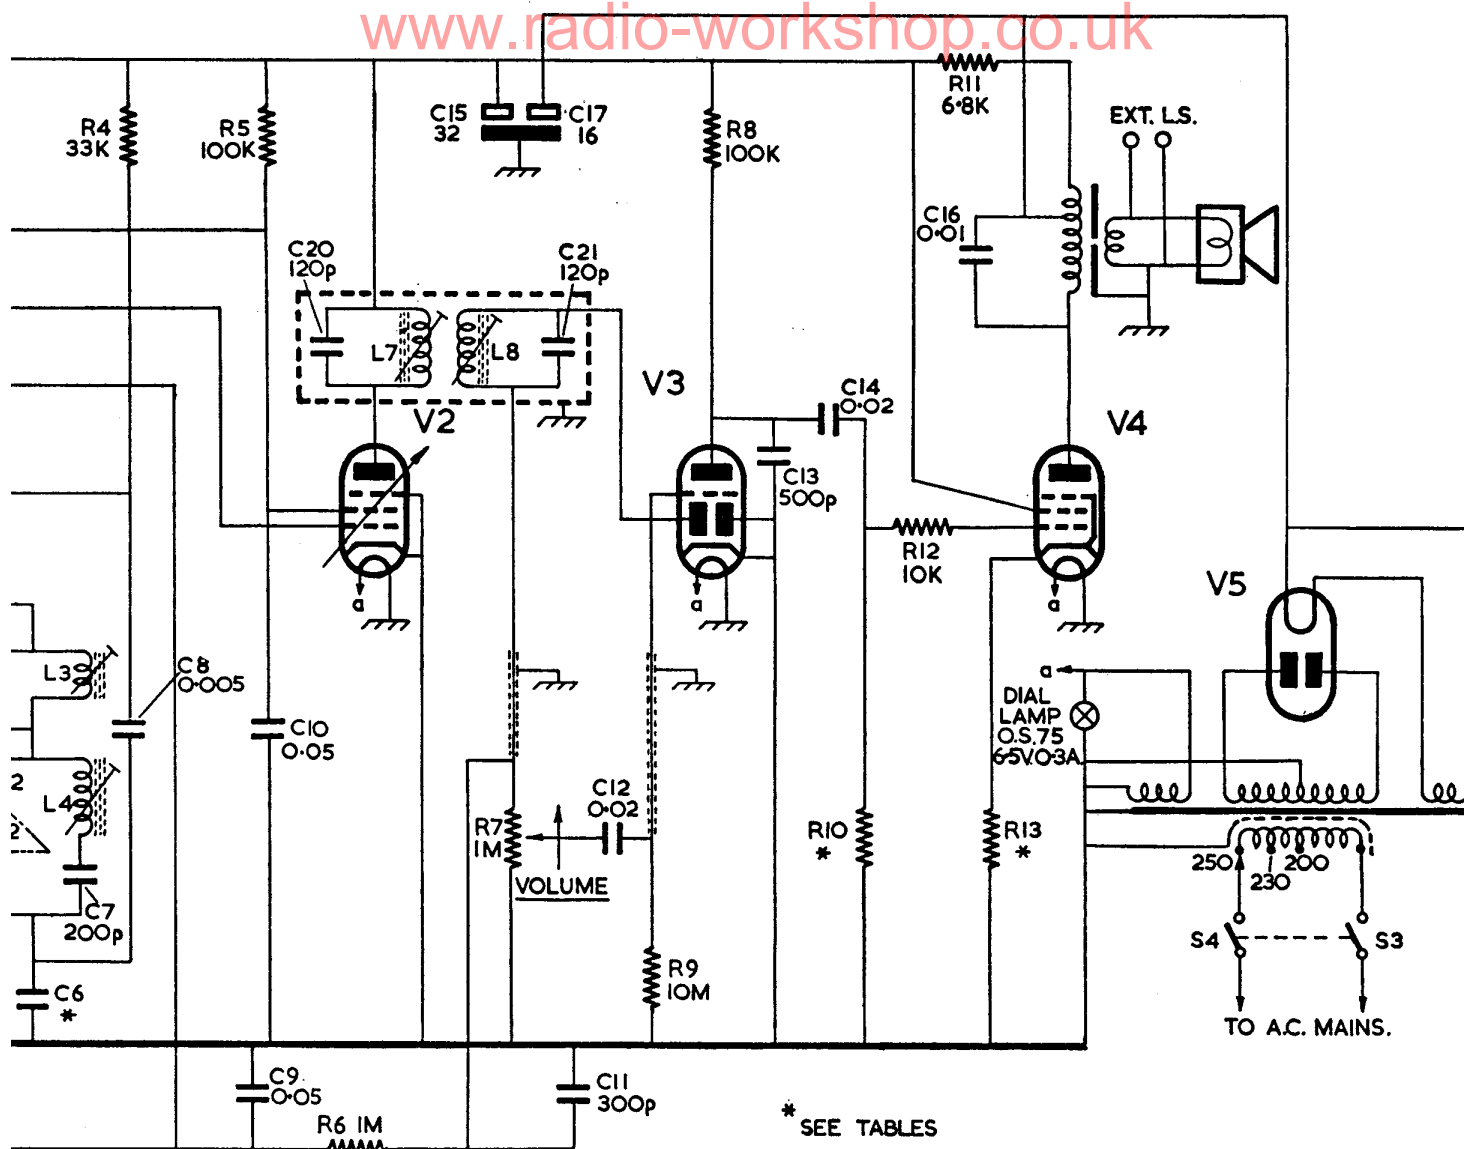 www.radio-workshop.co.uk
R4
33K
R5
100K
C15
32
C17
16
R8
100K
R11
6·8K
EXT. L.S.
C16
0·01
C20
120p
C21
120p
L7
L8
V2
V3
C14
0·02
V4
C13
500p
R12
10K
a
a
a
V5
L3
C8
0·005
a
DIAL
LAMP
O.S.75
6·5V.0·3A.
C10
0·05
2
L4
2
C12
0·02
R7
1M
VOLUME
R10
*
R13
*
250
230
200
C7
200p
S4
S3
C6
*
R9
10M
TO A.C. MAINS.
C9
0·05
C11
300p
R6 1M
*
SEE TABLES